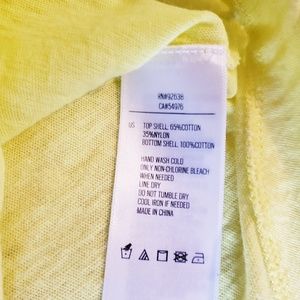 RN#92638
CA#54976
US TOP SHELL: 65%COTTON
35%NYLON
BOTTOM SHELL: 100%COTTON
HAND WASH COLD
ONLY NON-CHLORINE BLEACH
WHEN NEEDED
LINE DRY
DO NOT TUMBLE DRY
COOL IRON IF NEEDED
MADE IN CHINA